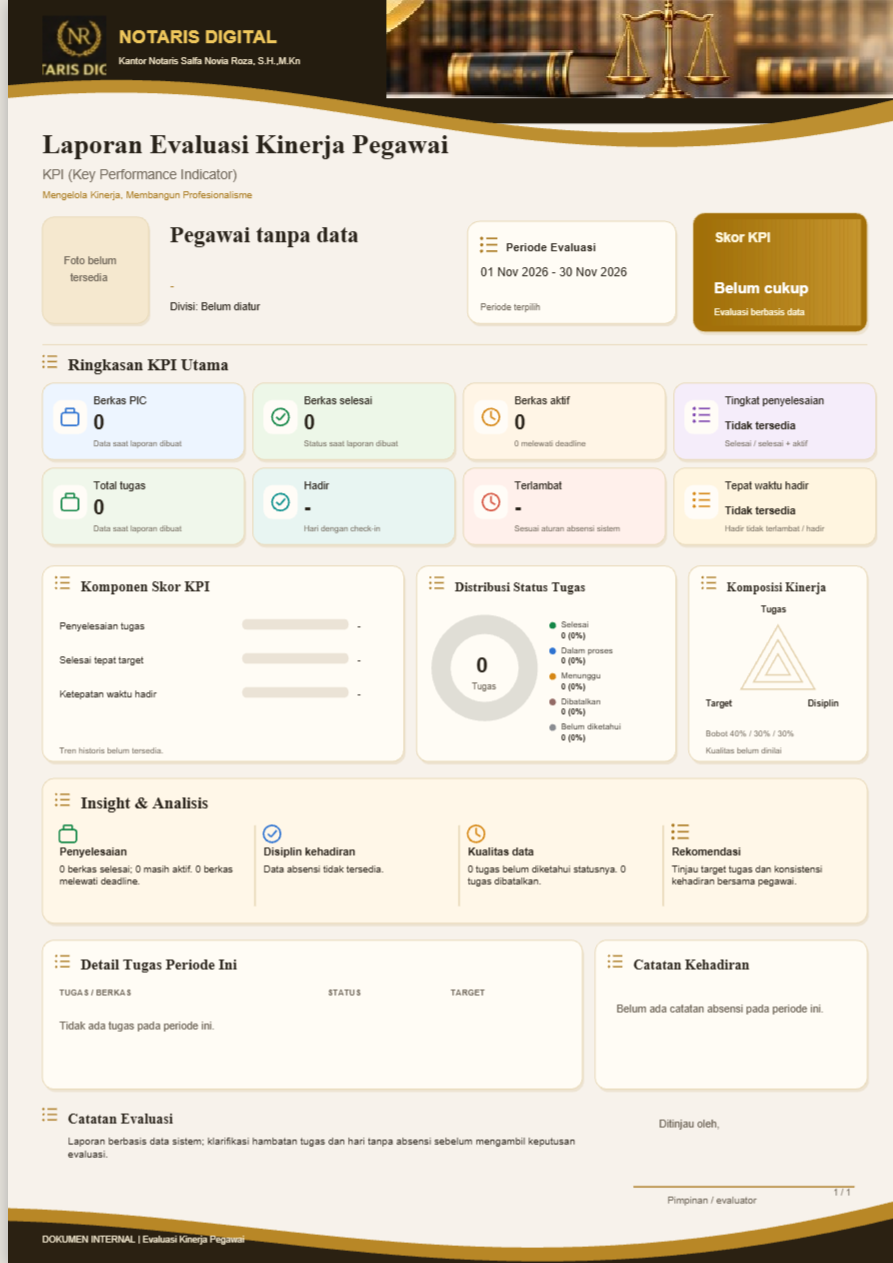 NR
TARIS DIG
NOTARIS DIGITAL
Kantor Notaris Salfa Novia Roza, S.H.,M.Kn
Laporan Evaluasi Kinerja Pegawai
KPI (Key Performance Indicator)
Mengelola Kinerja, Membangun Profesionalisme
Foto belum
tersedia
Pegawai tanpa data
-
Divisi: Belum diatur
Periode Evaluasi
01 Nov 2026 - 30 Nov 2026
Periode terpilih
Skor KPI
Belum cukup
Evaluasi berbasis data
Ringkasan KPI Utama
Berkas PIC
0
Data saat laporan dibuat
Berkas selesai
0
Status saat laporan dibuat
Berkas aktif
0
0 melewati deadline
Tingkat penyelesaian
Tidak tersedia
Selesai / selesai + aktif
Total tugas
0
Data saat laporan dibuat
Hadir
-
Hari dengan check-in
Terlambat
-
Sesuai aturan absensi sistem
Tepat waktu hadir
Tidak tersedia
Hadir tidak terlambat / hadir
Komponen Skor KPI
Penyelesaian tugas -
Selesai tepat target -
Ketepatan waktu hadir -
Tren historis belum tersedia.
Distribusi Status Tugas
0
Tugas
Selesai
0 (0%)
Dalam proses
0 (0%)
Menunggu
0 (0%)
Dibatalkan
0 (0%)
Belum diketahui
0 (0%)
Komposisi Kinerja
Tugas
Target Disiplin
Bobot 40% / 30% / 30%
Kualitas belum dinilai
Insight & Analisis
Penyelesaian
0 berkas selesai; 0 masih aktif. 0 berkas
melewati deadline.
Disiplin kehadiran
Data absensi tidak tersedia.
Kualitas data
0 tugas belum diketahui statusnya. 0
tugas dibatalkan.
Rekomendasi
Tinjau target tugas dan konsistensi
kehadiran bersama pegawai.
Detail Tugas Periode Ini
TUGAS / BERKAS STATUS TARGET
Tidak ada tugas pada periode ini.
Catatan Kehadiran
Belum ada catatan absensi pada periode ini.
Catatan Evaluasi
Laporan berbasis data sistem; klarifikasi hambatan tugas dan hari tanpa absensi sebelum mengambil keputusan
evaluasi.
Ditinjau oleh,
Pimpinan / evaluator
1 / 1
DOKUMEN INTERNAL | Evaluasi Kinerja Pegawai